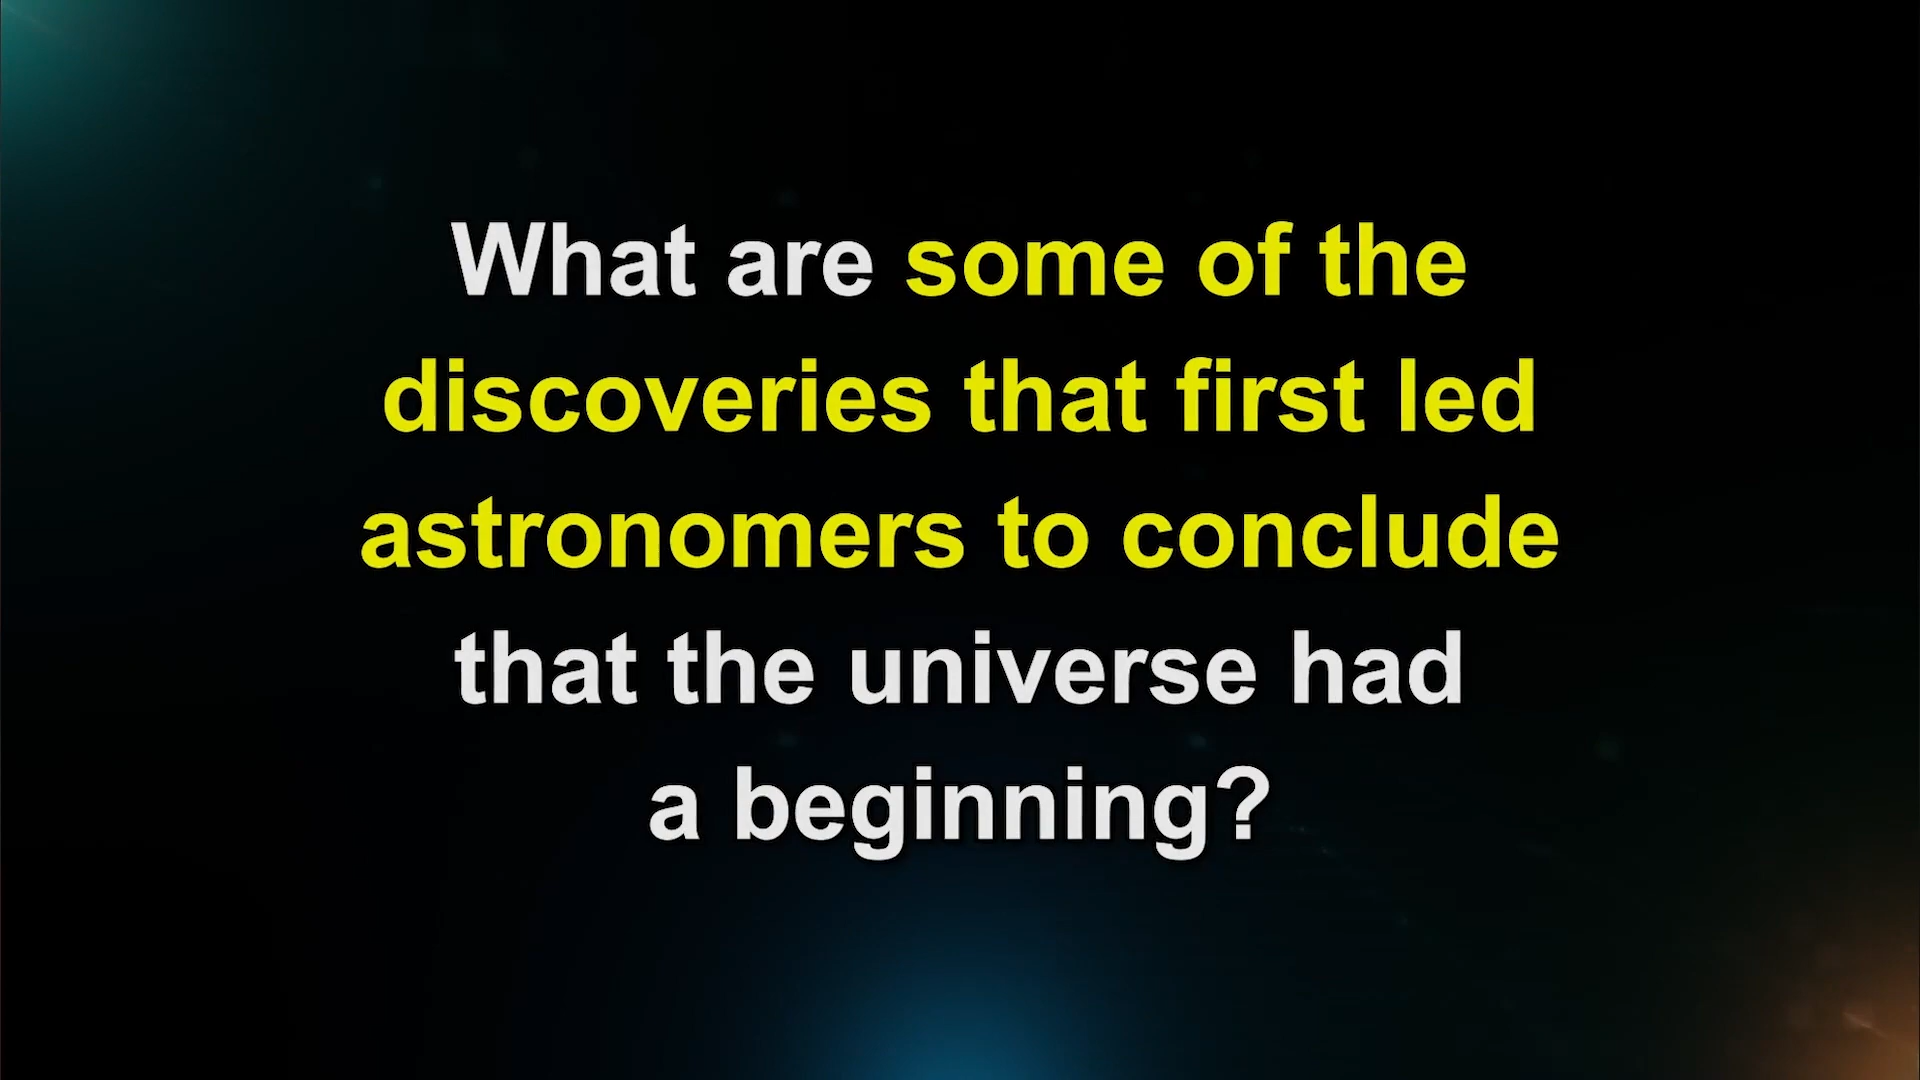 What are some of the
discoveries that first led
astronomers to conclude
that the universe had
a beginning?